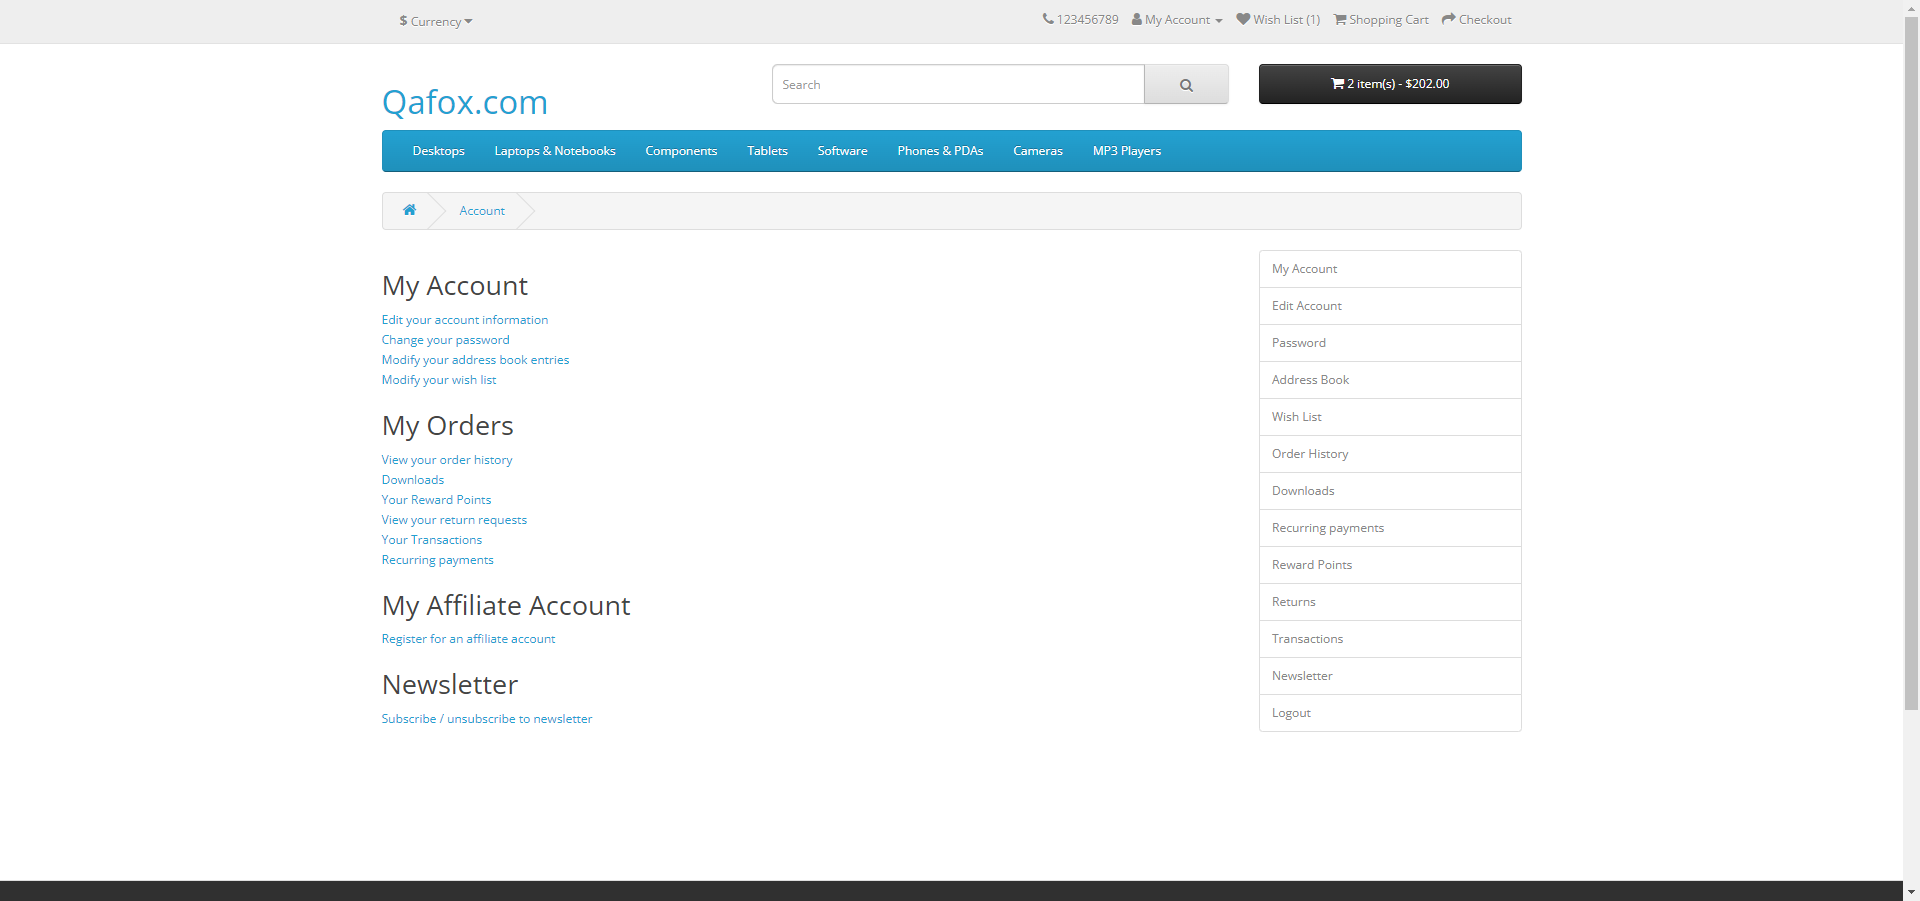 $ Currency
123456789 My Account Wish List (1) Shopping Cart Checkout
Qafox.com
Search
2 item(s) - $202.00
Desktops Laptops & Notebooks Components Tablets Software Phones & PDAs Cameras MP3 Players
Account
My Account
Edit your account information
Change your password
Modify your address book entries
Modify your wish list
My Orders
View your order history
Downloads
Your Reward Points
View your return requests
Your Transactions
Recurring payments
My Affiliate Account
Register for an affiliate account
Newsletter
Subscribe / unsubscribe to newsletter
My Account
Edit Account
Password
Address Book
Wish List
Order History
Downloads
Recurring payments
Reward Points
Returns
Transactions
Newsletter
Logout